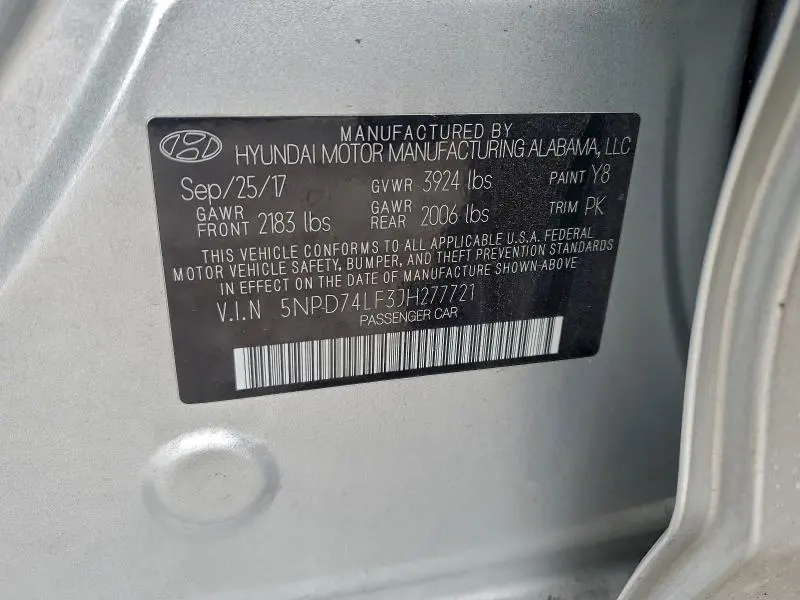 MANUFACTURED BY
HYUNDAI MOTOR MANUFACTURING ALABAMA, LLC
Sep/25/17 GVWR 3924 lbs PAINT Y8
GAWR FRONT 2183 lbs GAWR REAR 2006 lbs TRIM PK
THIS VEHICLE CONFORMS TO ALL APPLICABLE U.S.A. FEDERAL
MOTOR VEHICLE SAFETY, BUMPER, AND THEFT PREVENTION STANDARDS
IN EFFECT ON THE DATE OF MANUFACTURE SHOWN ABOVE
V.I.N 5NPD74LF3JH277721
PASSENGER CAR